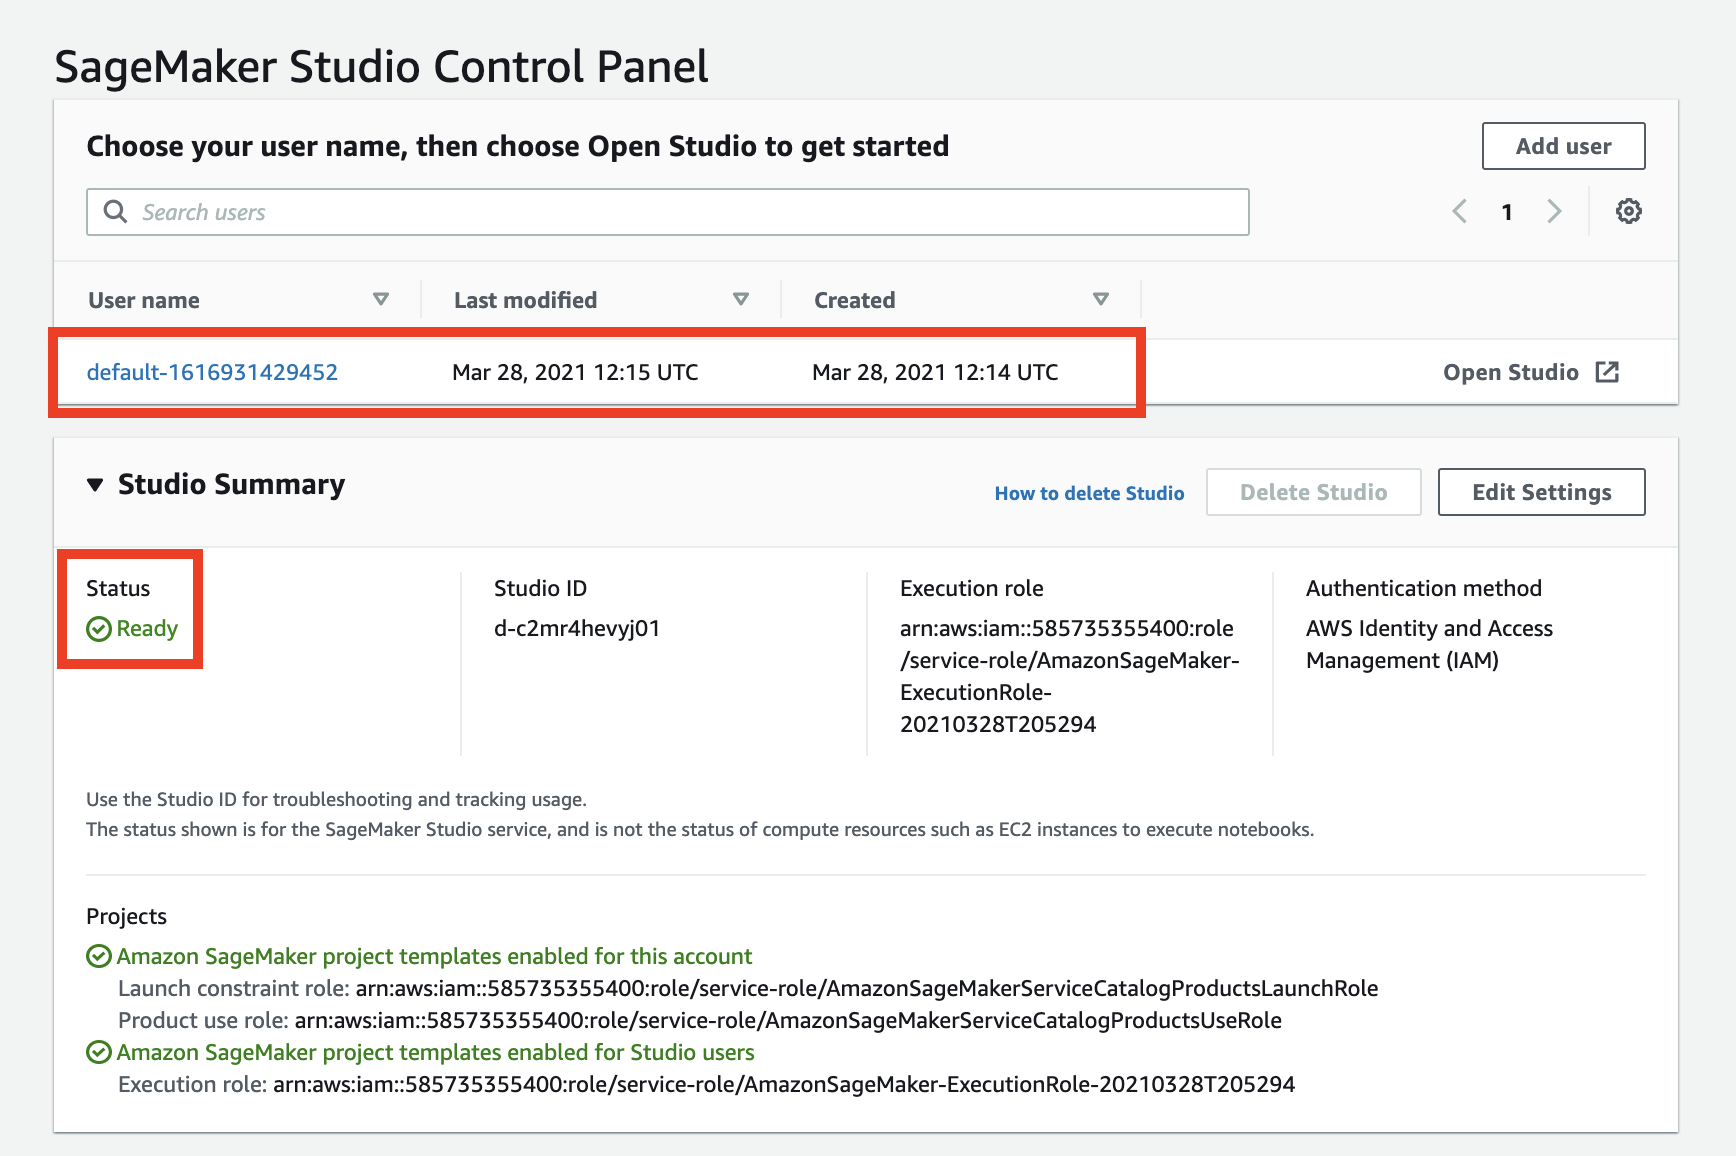 SageMaker Studio Control Panel
Choose your user name, then choose Open Studio to get started
Add user
Search users
1
User name
Last modified
Created
default-1616931429452
Mar 28, 2021 12:15 UTC
Mar 28, 2021 12:14 UTC
Open Studio
Studio Summary
How to delete Studio
Delete Studio
Edit Settings
Status
Ready
Studio ID
d-c2mr4hevyj01
Execution role
arn:aws:iam::585735355400:role
/service-role/AmazonSageMaker-
ExecutionRole-
20210328T205294
Authentication method
AWS Identity and Access
Management (IAM)
Use the Studio ID for troubleshooting and tracking usage.
The status shown is for the SageMaker Studio service, and is not the status of compute resources such as EC2 instances to execute notebooks.
Projects
Amazon SageMaker project templates enabled for this account
Launch constraint role: arn:aws:iam::585735355400:role/service-role/AmazonSageMakerServiceCatalogProductsLaunchRole
Product use role: arn:aws:iam::585735355400:role/service-role/AmazonSageMakerServiceCatalogProductsUseRole
Amazon SageMaker project templates enabled for Studio users
Execution role: arn:aws:iam::585735355400:role/service-role/AmazonSageMaker-ExecutionRole-20210328T205294